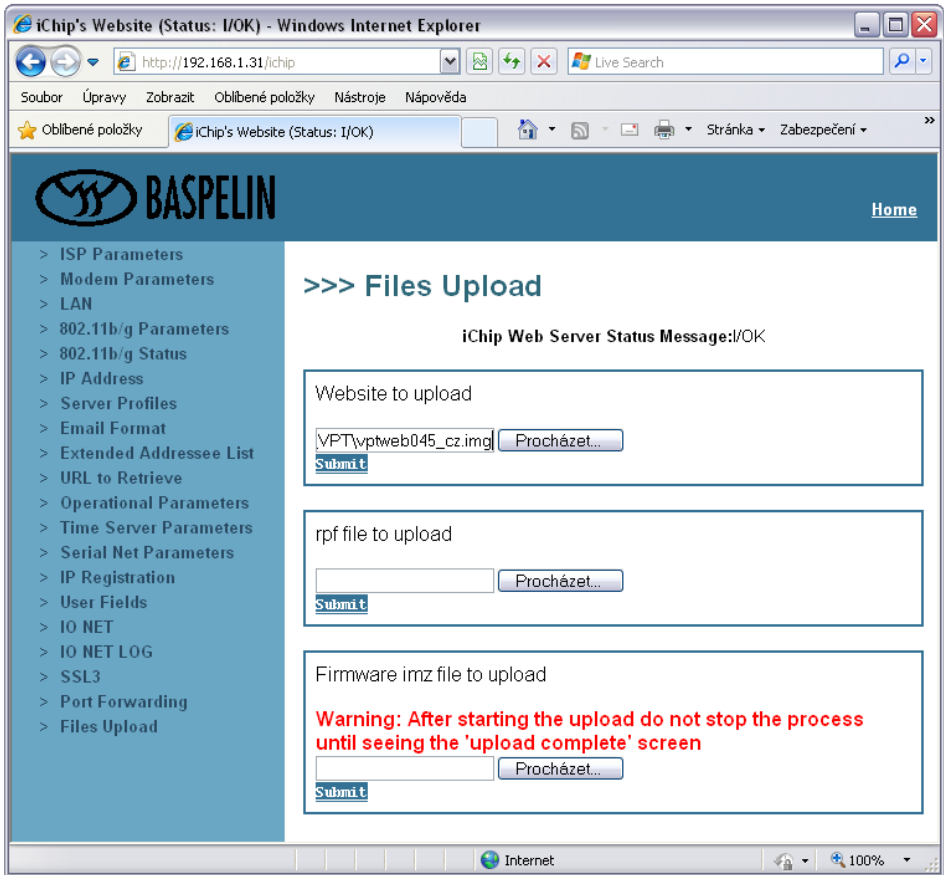 iChip's Website (Status: I/OK) - Windows Internet Explorer
http://192.168.1.31/ichip
Live Search
Soubor Úpravy Zobrazit Oblíbené položky Nástroje Nápověda
Oblíbené položky
iChip's Website (Status: I/OK)
Stránka
Zabezpečení
»
BASPELIN
Home
> ISP Parameters
> Modem Parameters
> LAN
> 802.11b/g Parameters
> 802.11b/g Status
> IP Address
> Server Profiles
> Email Format
> Extended Addressee List
> URL to Retrieve
> Operational Parameters
> Time Server Parameters
> Serial Net Parameters
> IP Registration
> User Fields
> IO NET
> IO NET LOG
> SSL3
> Port Forwarding
> Files Upload
>>> Files Upload
iChip Web Server Status Message:I/OK
Website to upload
VPT\vptweb045_cz.img
Procházet...
Submit
rpf file to upload
Procházet...
Submit
Firmware imz file to upload
Warning: After starting the upload do not stop the process
until seeing the 'upload complete' screen
Procházet...
Submit
Internet
100%